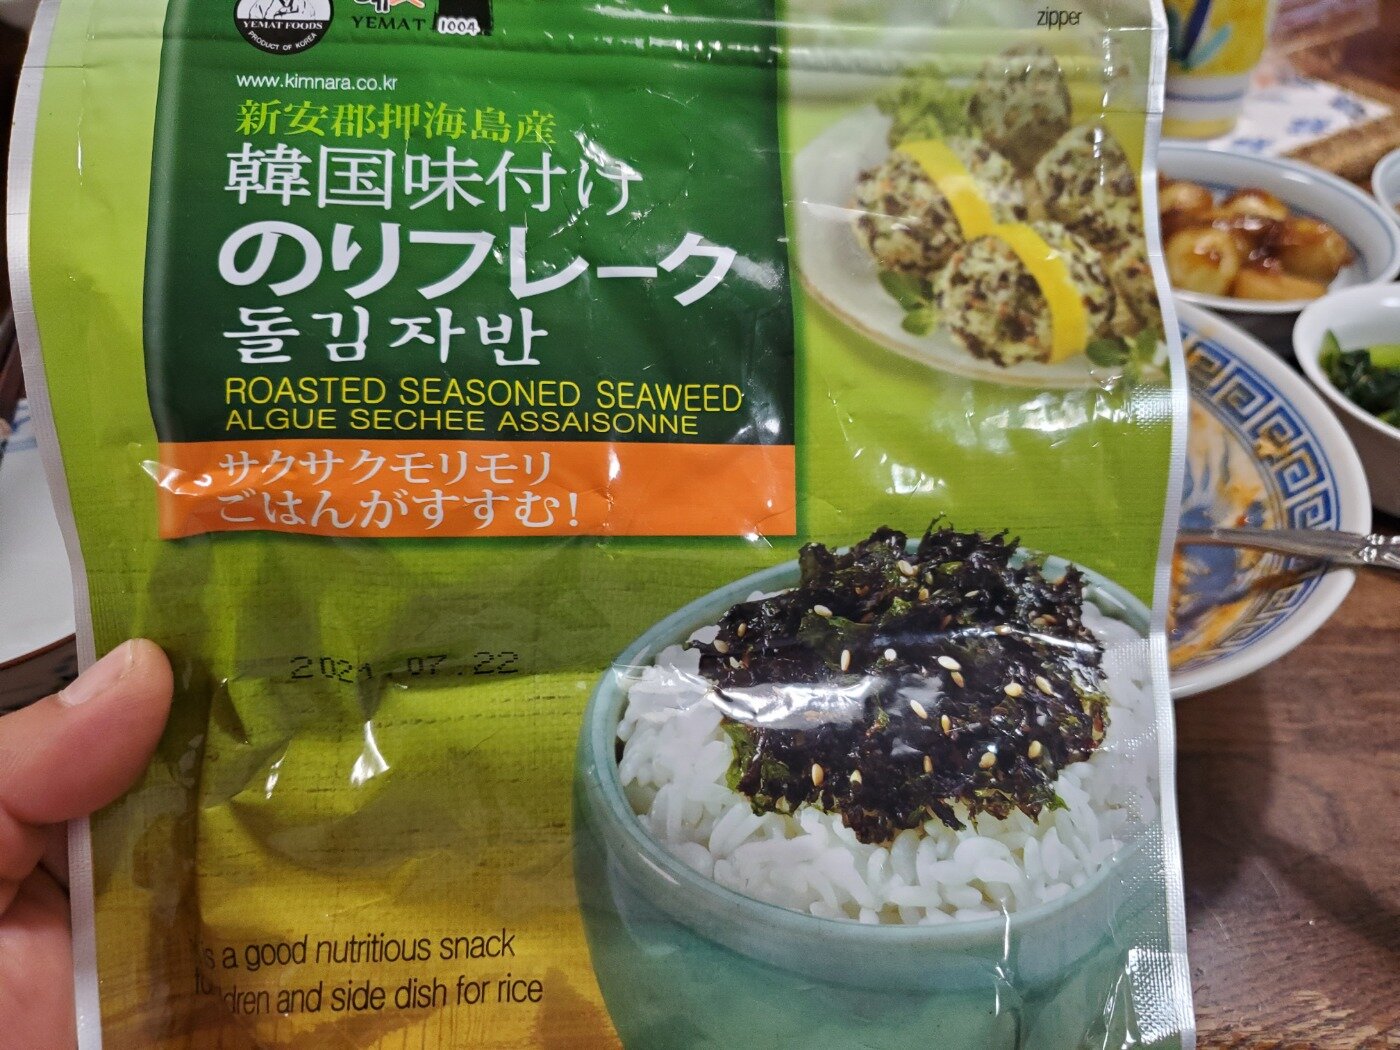 YEMAT FOODS
PRODUCT OF KOREA
YEMAT
1004
zipper
www.kimnara.co.kr
新安郡押海島産
韓国味付け
のりフレーク
돌김자반
ROASTED SEASONED SEAWEED
ALGUE SECHEE ASSAISONNE
サクサクモリモリ
ごはんがすすむ!
2021.07.22
s a good nutritious snack
dren and side dish for rice